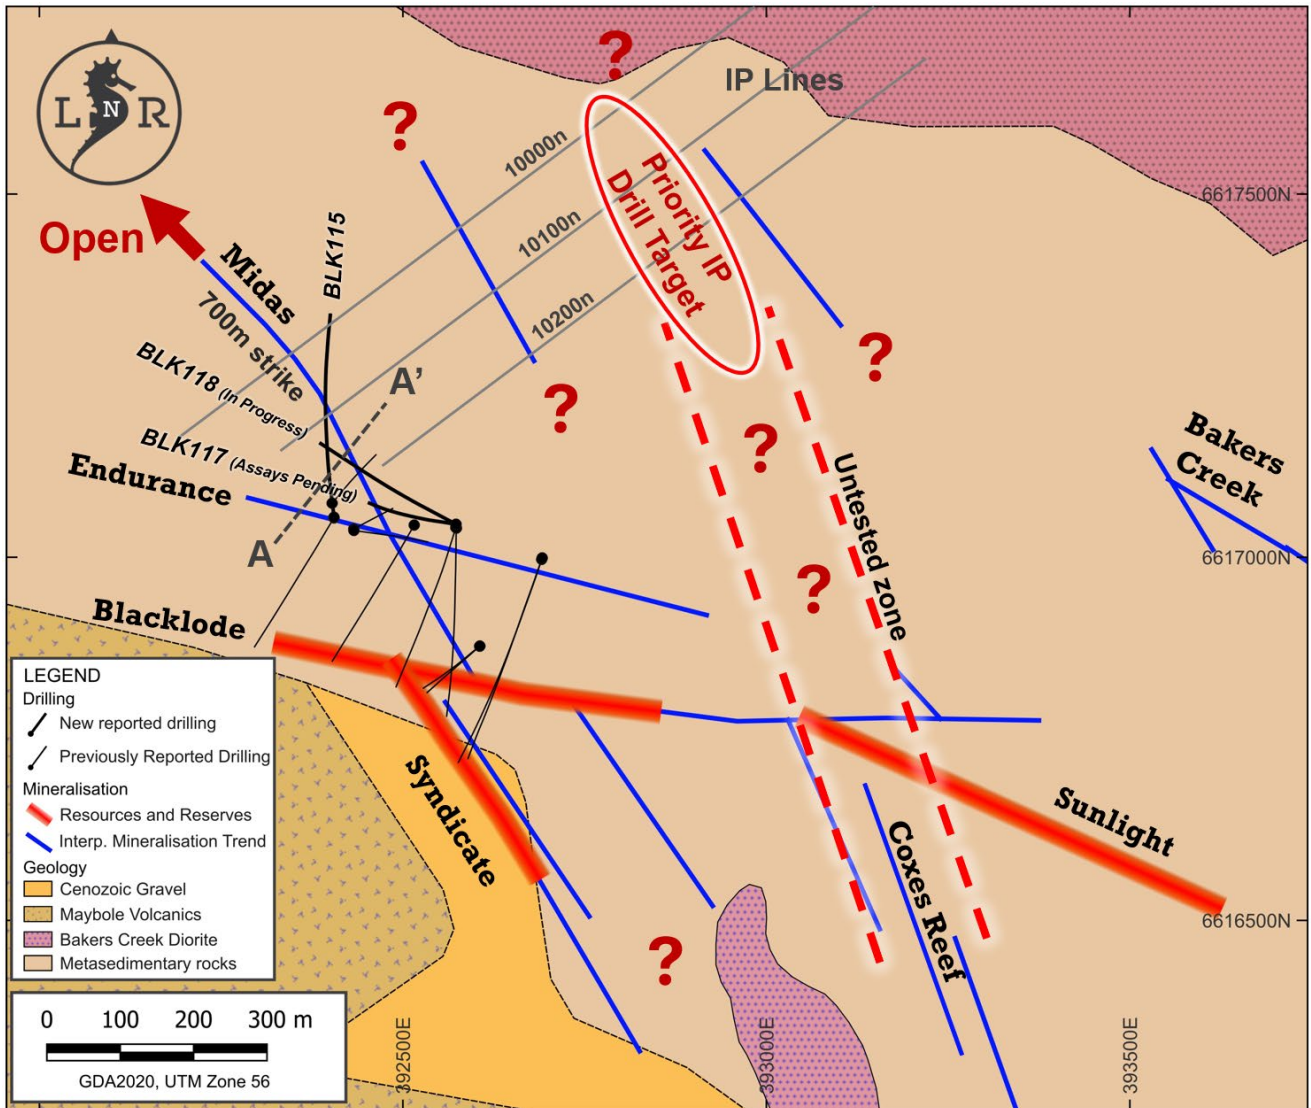 L N R
?
?
IP Lines
10000n
10100n
10200n
Priority IP
Drill Target
6617500N
Open
Midas
700m strike
BLK115
BLK118 (In Progress)
BLK117 (Assays Pending)
A'
A
?
?
?
?
Endurance
Untested zone
Bakers
Creek
6617000N
Blacklode
Syndicate
Sunlight
Coxes Reef
?
6616500N
LEGEND
Drilling
New reported drilling
Previously Reported Drilling
Mineralisation
Resources and Reserves
Interp. Mineralisation Trend
Geology
Cenozoic Gravel
Maybole Volcanics
Bakers Creek Diorite
Metasedimentary rocks
0 100 200 300 m
GDA2020, UTM Zone 56
392500E
393000E
393500E